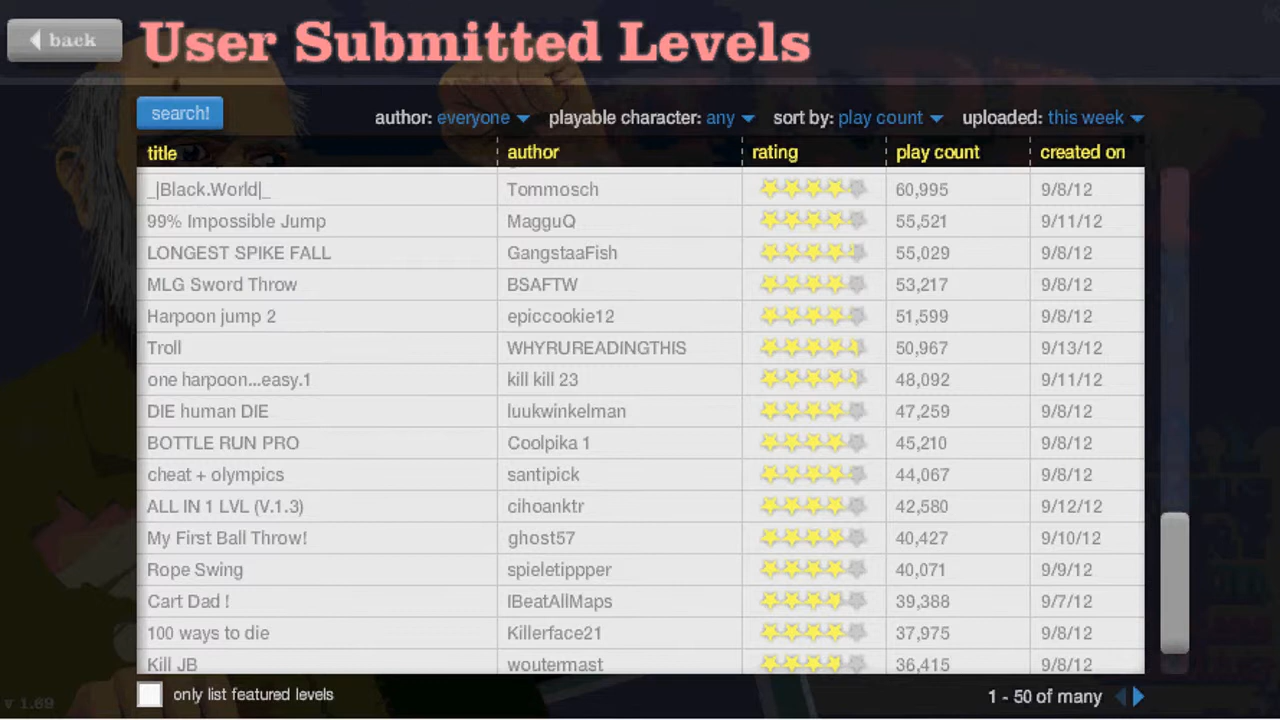 back
User Submitted Levels
search! author: everyone playable character: any sort by: play count uploaded: this week
title author rating play count created on
_|Black.World|_ Tommosch 60,995 9/8/12
99% Impossible Jump MagguQ 55,521 9/11/12
LONGEST SPIKE FALL GangstaaFish 55,029 9/8/12
MLG Sword Throw BSAFTW 53,217 9/8/12
Harpoon jump 2 epiccookie12 51,599 9/8/12
Troll WHYRUREADINGTHIS 50,967 9/13/12
one harpoon...easy.1 kill kill 23 48,092 9/11/12
DIE human DIE luukwinkelman 47,259 9/8/12
BOTTLE RUN PRO Coolpika 1 45,210 9/8/12
cheat + olympics santipick 44,067 9/8/12
ALL IN 1 LVL (V.1.3) cihoanktr 42,580 9/12/12
My First Ball Throw! ghost57 40,427 9/10/12
Rope Swing spieletippper 40,071 9/9/12
Cart Dad ! IBeatAllMaps 39,388 9/7/12
100 ways to die Killerface21 37,975 9/8/12
Kill JB woutermast 36,415 9/8/12
only list featured levels 1 - 50 of many
v 1.69